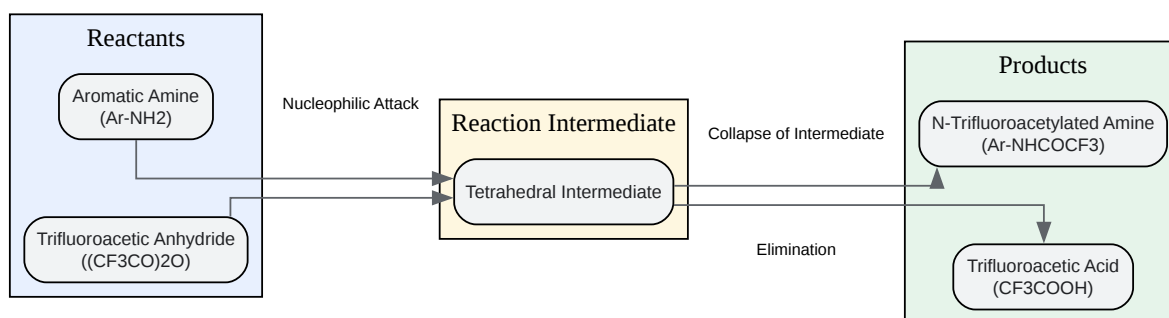 Reactants
Aromatic Amine
(Ar-NH2)
Trifluoroacetic Anhydride
((CF3CO)2O)
Nucleophilic Attack
Reaction Intermediate
Tetrahedral Intermediate
Collapse of Intermediate
Elimination
Products
N-Trifluoroacetylated Amine
(Ar-NHCOCF3)
Trifluoroacetic Acid
(CF3COOH)